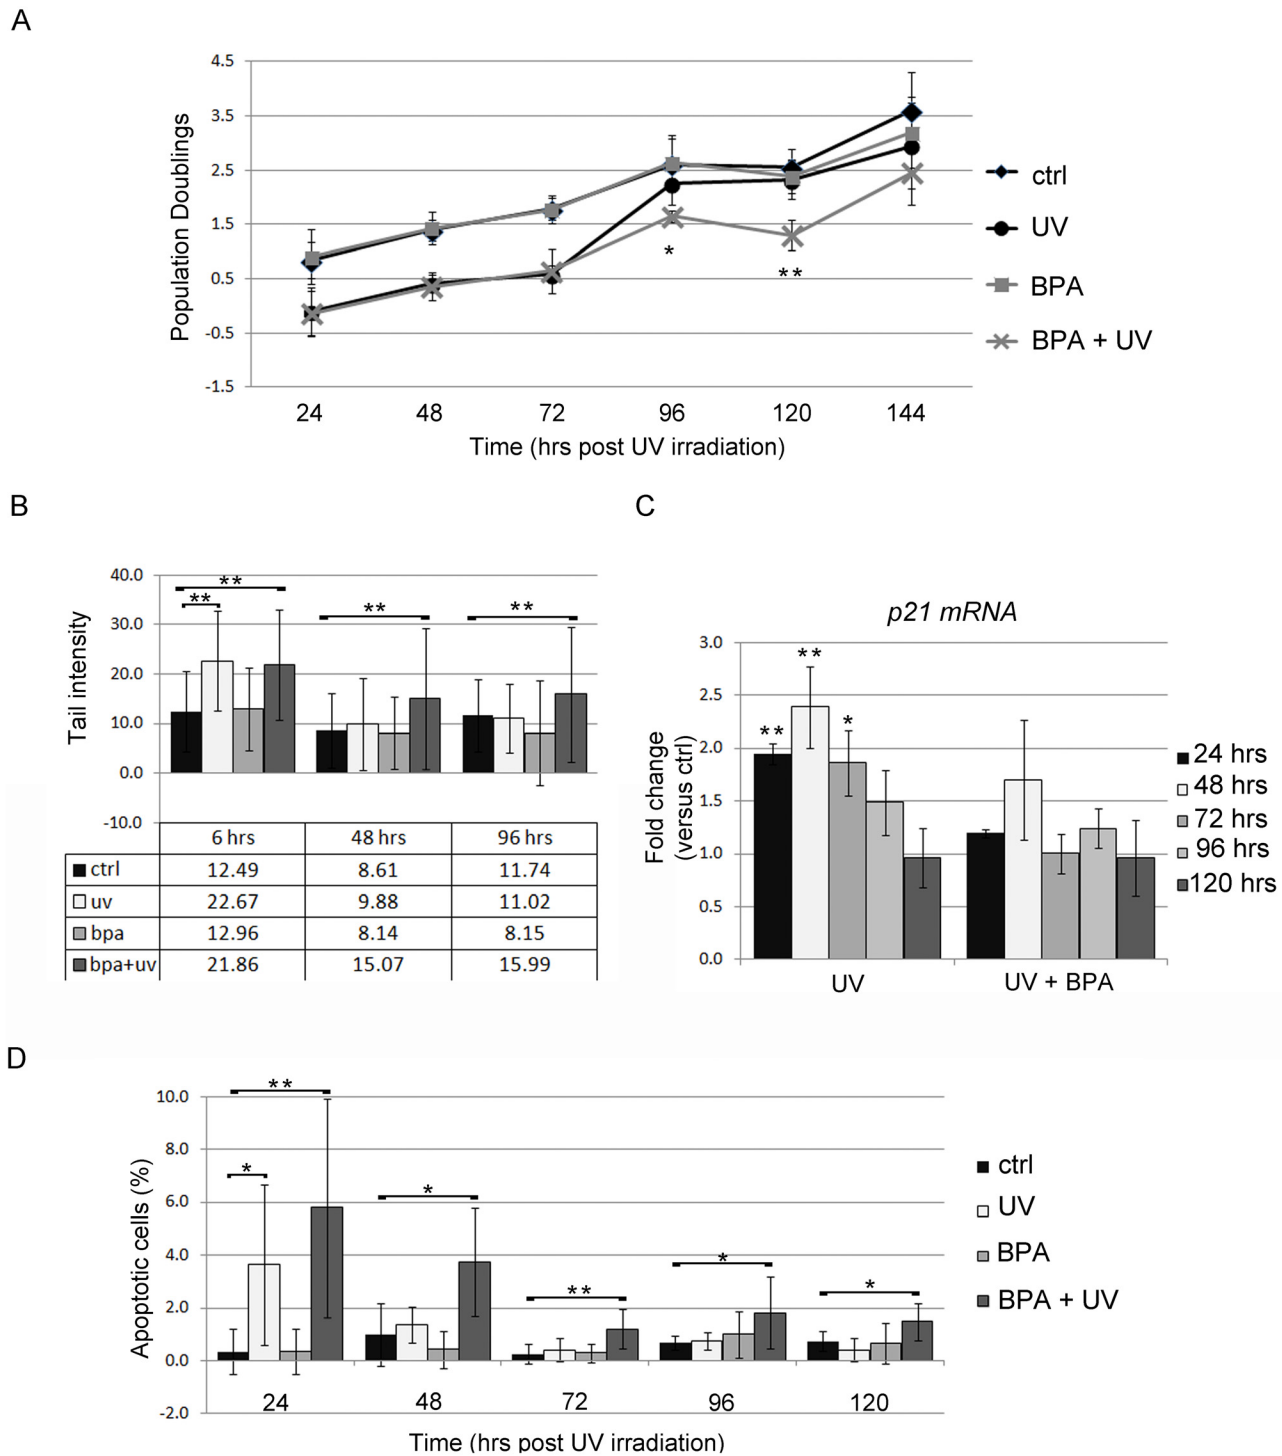 A
4.5
3.5
2.5
1.5
0.5
-0.5
-1.5
Population Doublings
*
**
24 48 72 96 120 144
Time (hrs post UV irradiation)
ctrl
UV
BPA
BPA + UV
B
40.0
30.0
20.0
10.0
0.0
-10.0
Tail intensity
**
**
**
**
6 hrs 48 hrs 96 hrs
ctrl 12.49 8.61 11.74
uv 22.67 9.88 11.02
bpa 12.96 8.14 8.15
bpa+uv 21.86 15.07 15.99
C
p21 mRNA
3.0
2.5
2.0
1.5
1.0
0.5
0.0
Fold change
(versus ctrl)
**
**
*
UV UV + BPA
24 hrs
48 hrs
72 hrs
96 hrs
120 hrs
D
10.0
8.0
6.0
4.0
2.0
0.0
-2.0
Apoptotic cells (%)
**
*
*
**
*
*
24 48 72 96 120
Time (hrs post UV irradiation)
ctrl
UV
BPA
BPA + UV